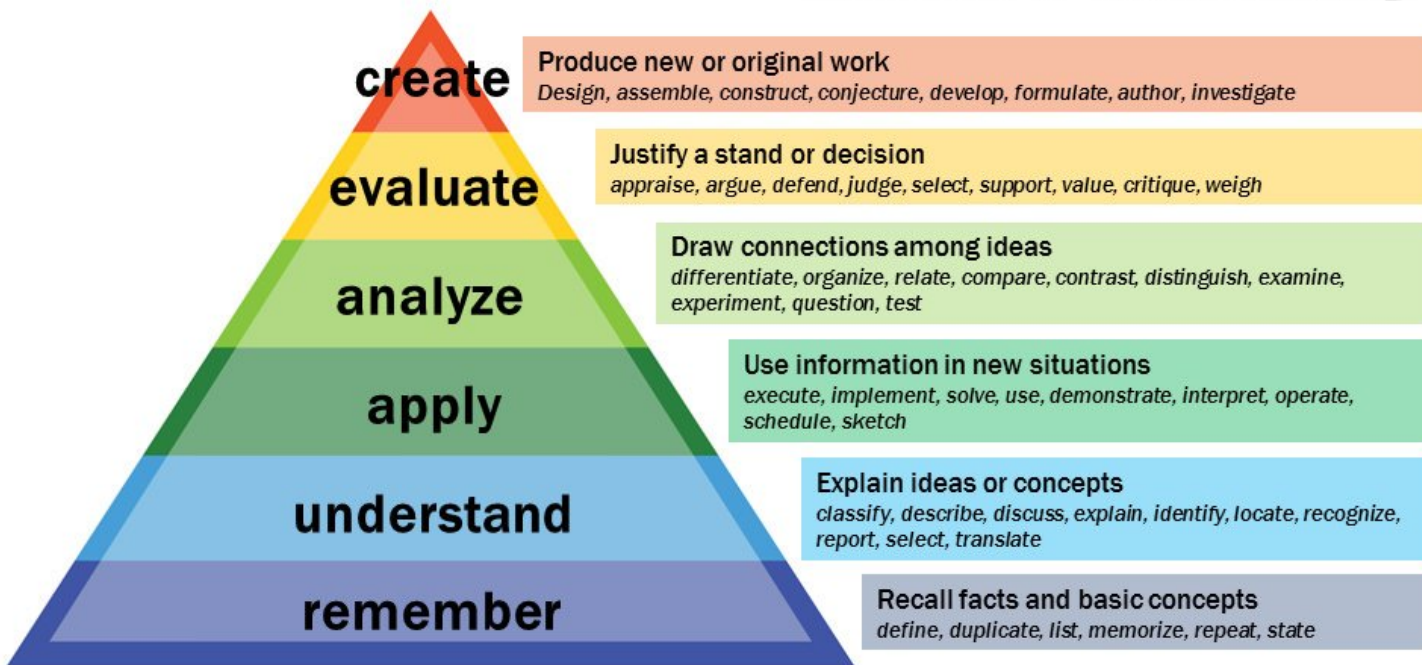 create
Produce new or original work
Design, assemble, construct, conjecture, develop, formulate, author, investigate
evaluate
Justify a stand or decision
appraise, argue, defend, judge, select, support, value, critique, weigh
analyze
Draw connections among ideas
differentiate, organize, relate, compare, contrast, distinguish, examine,
experiment, question, test
apply
Use information in new situations
execute, implement, solve, use, demonstrate, interpret, operate,
schedule, sketch
understand
Explain ideas or concepts
classify, describe, discuss, explain, identify, locate, recognize,
report, select, translate
remember
Recall facts and basic concepts
define, duplicate, list, memorize, repeat, state